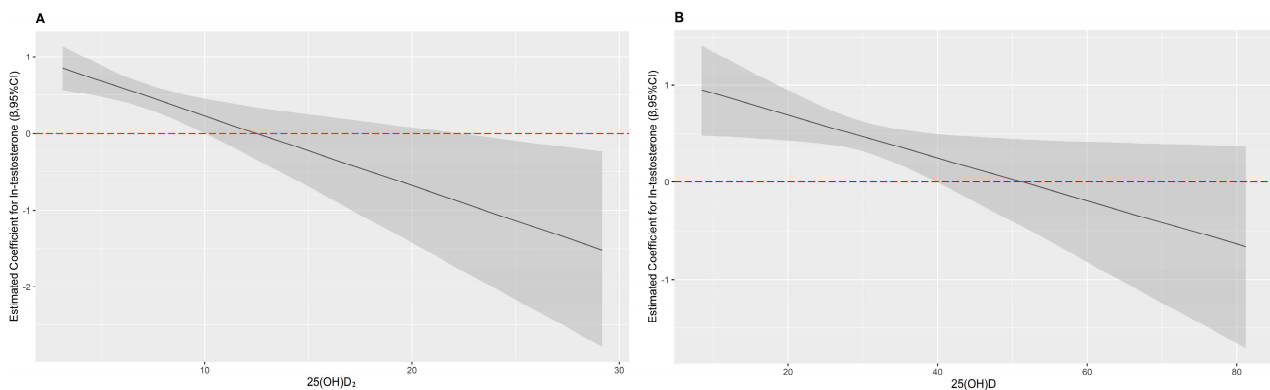 A
Estimated Coefficient for ln-testosterone (β,95%CI)
1
0
-1
-2
10
20
30
25(OH)D₂
B
Estimated Coefficient for ln-testosterone (β,95%CI)
1
0
-1
20
40
60
80
25(OH)D